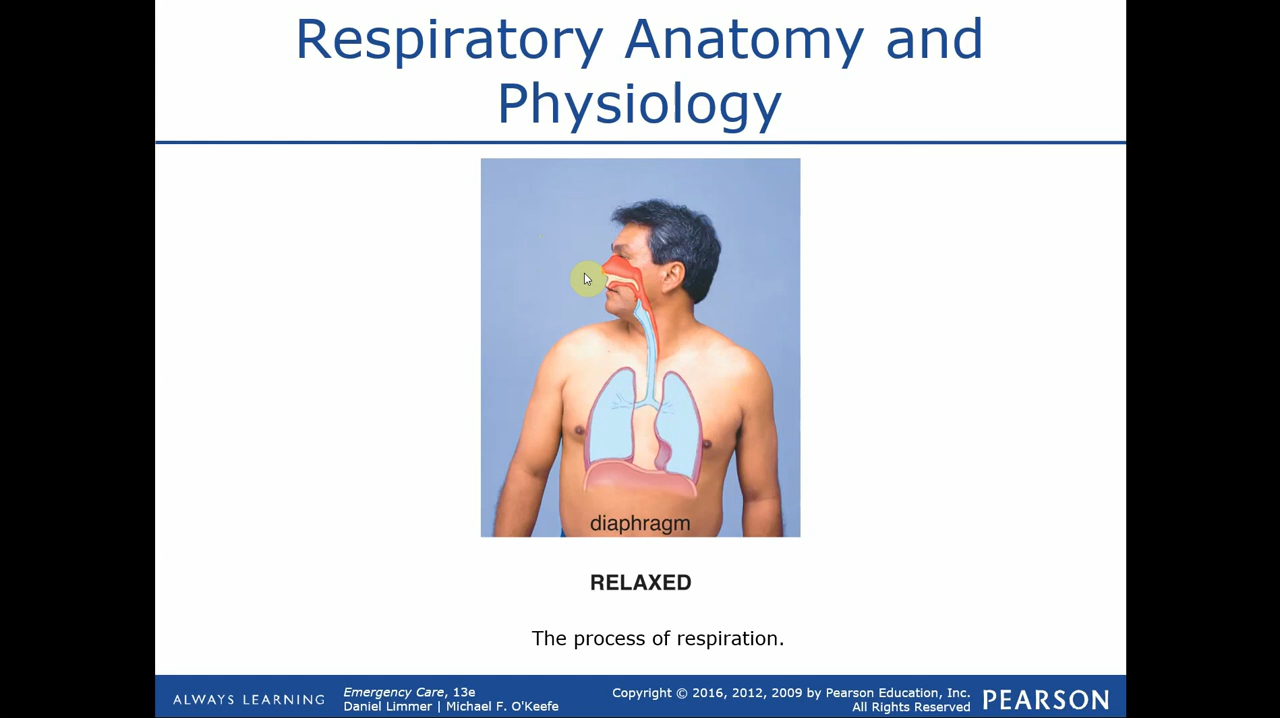 Respiratory Anatomy and
Physiology
diaphragm
RELAXED
The process of respiration.
ALWAYS LEARNING
Emergency Care, 13e
Daniel Limmer | Michael F. O'Keefe
Copyright © 2016, 2012, 2009 by Pearson Education, Inc.
All Rights Reserved
PEARSON